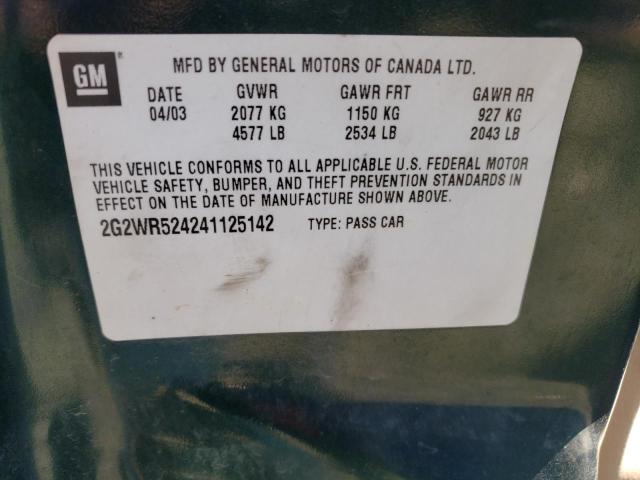 GM
MFD BY GENERAL MOTORS OF CANADA LTD.
DATE GVWR GAWR FRT GAWR RR
04/03 2077 KG 1150 KG 927 KG
4577 LB 2534 LB 2043 LB
THIS VEHICLE CONFORMS TO ALL APPLICABLE U.S. FEDERAL MOTOR
VEHICLE SAFETY, BUMPER, AND THEFT PREVENTION STANDARDS IN
EFFECT ON THE DATE OF MANUFACTURE SHOWN ABOVE.
2G2WR524241125142 TYPE: PASS CAR